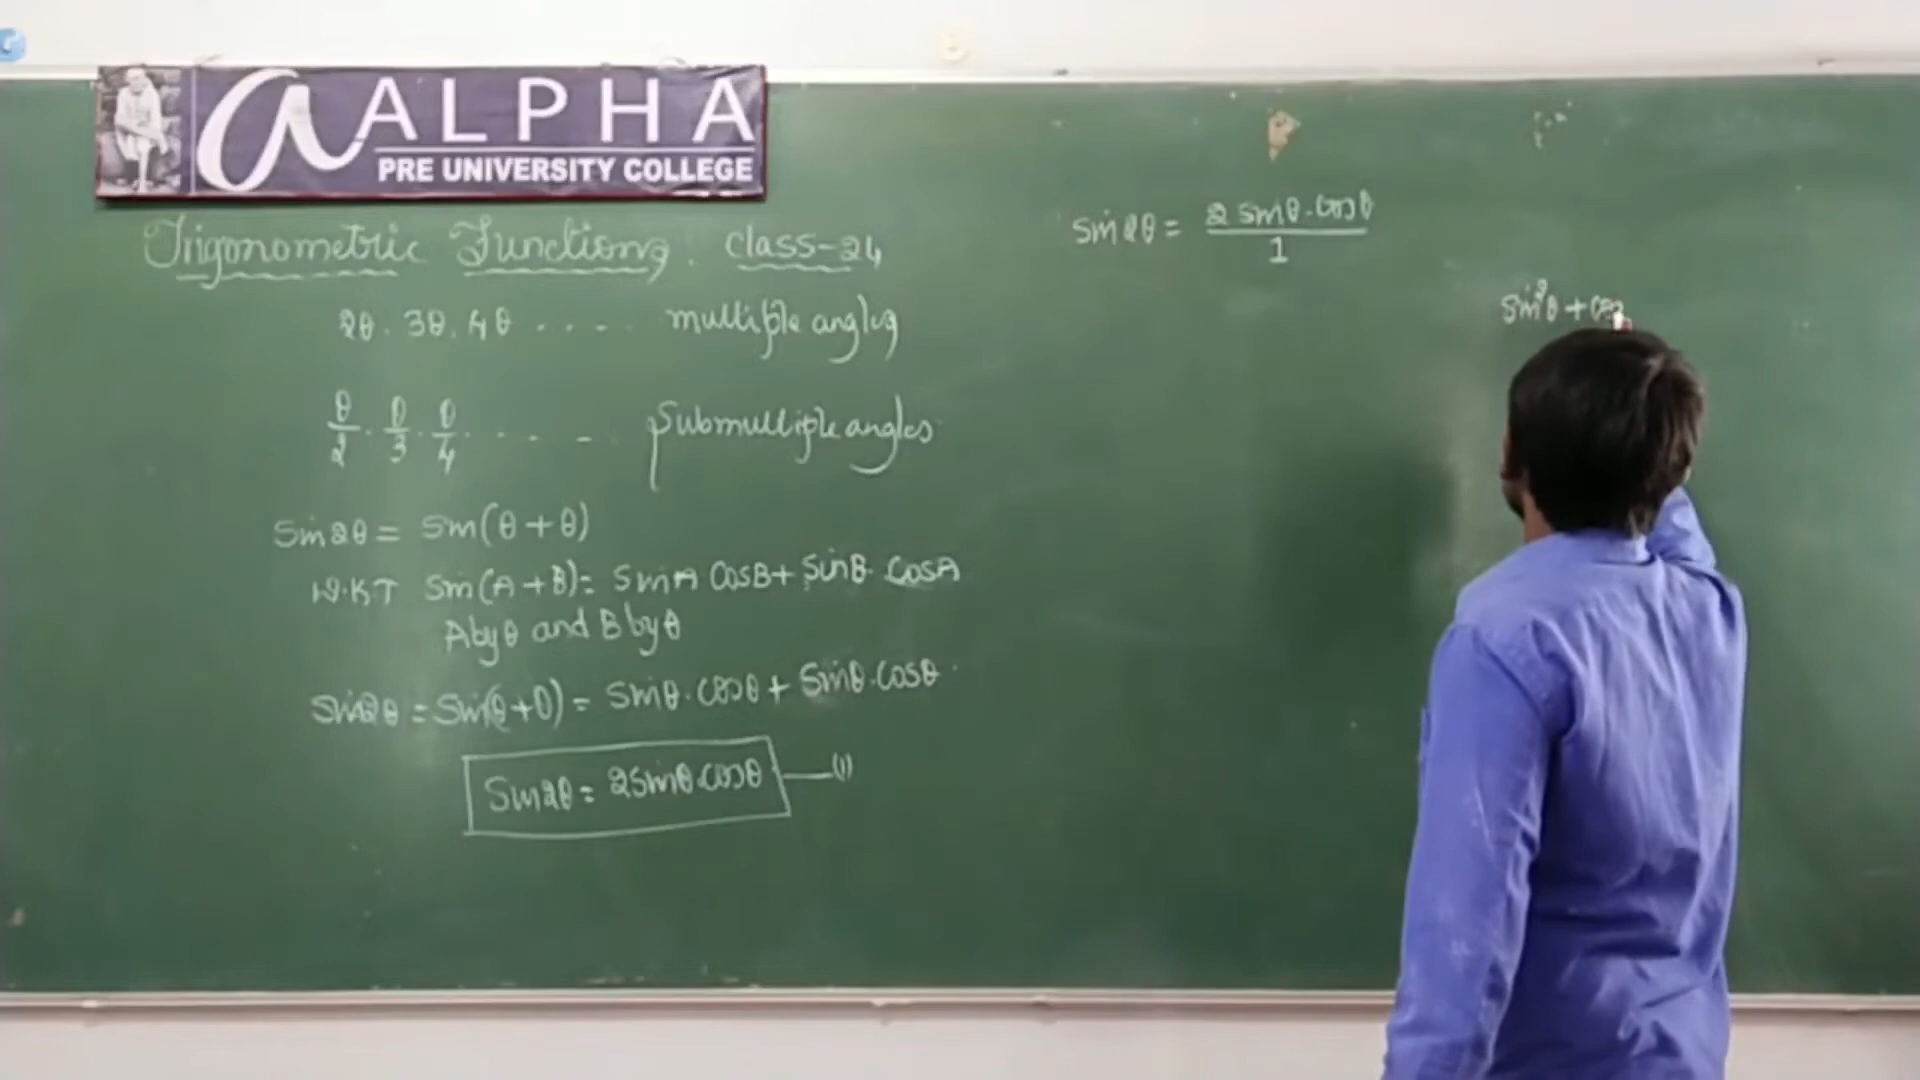 a ALPHA
PRE UNIVERSITY COLLEGE
Trigonometric Functions. class-24
2θ. 3θ. 4θ ..... multiple angles
θ/2 . θ/3 . θ/4 ..... Submultiple angles
Sin2θ = Sin(θ+θ)
W.K.T Sin(A+B)= SinA CosB+ SinB. CosA
A by θ and B by θ
Sin2θ = Sin(θ+θ) = Sinθ.cosθ + Sinθ.cosθ.
Sin2θ = 2Sinθ.cosθ —(1)
Sin2θ = 2 Sinθ.cosθ / 1
Sin²θ + cos